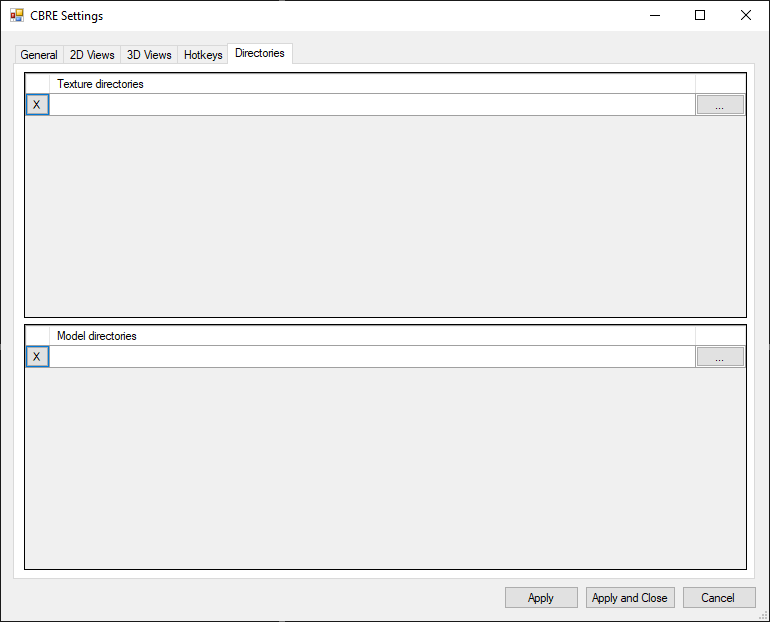 CBRE Settings
General 2D Views 3D Views Hotkeys Directories
Texture directories
X ...
Model directories
X ...
Apply Apply and Close Cancel